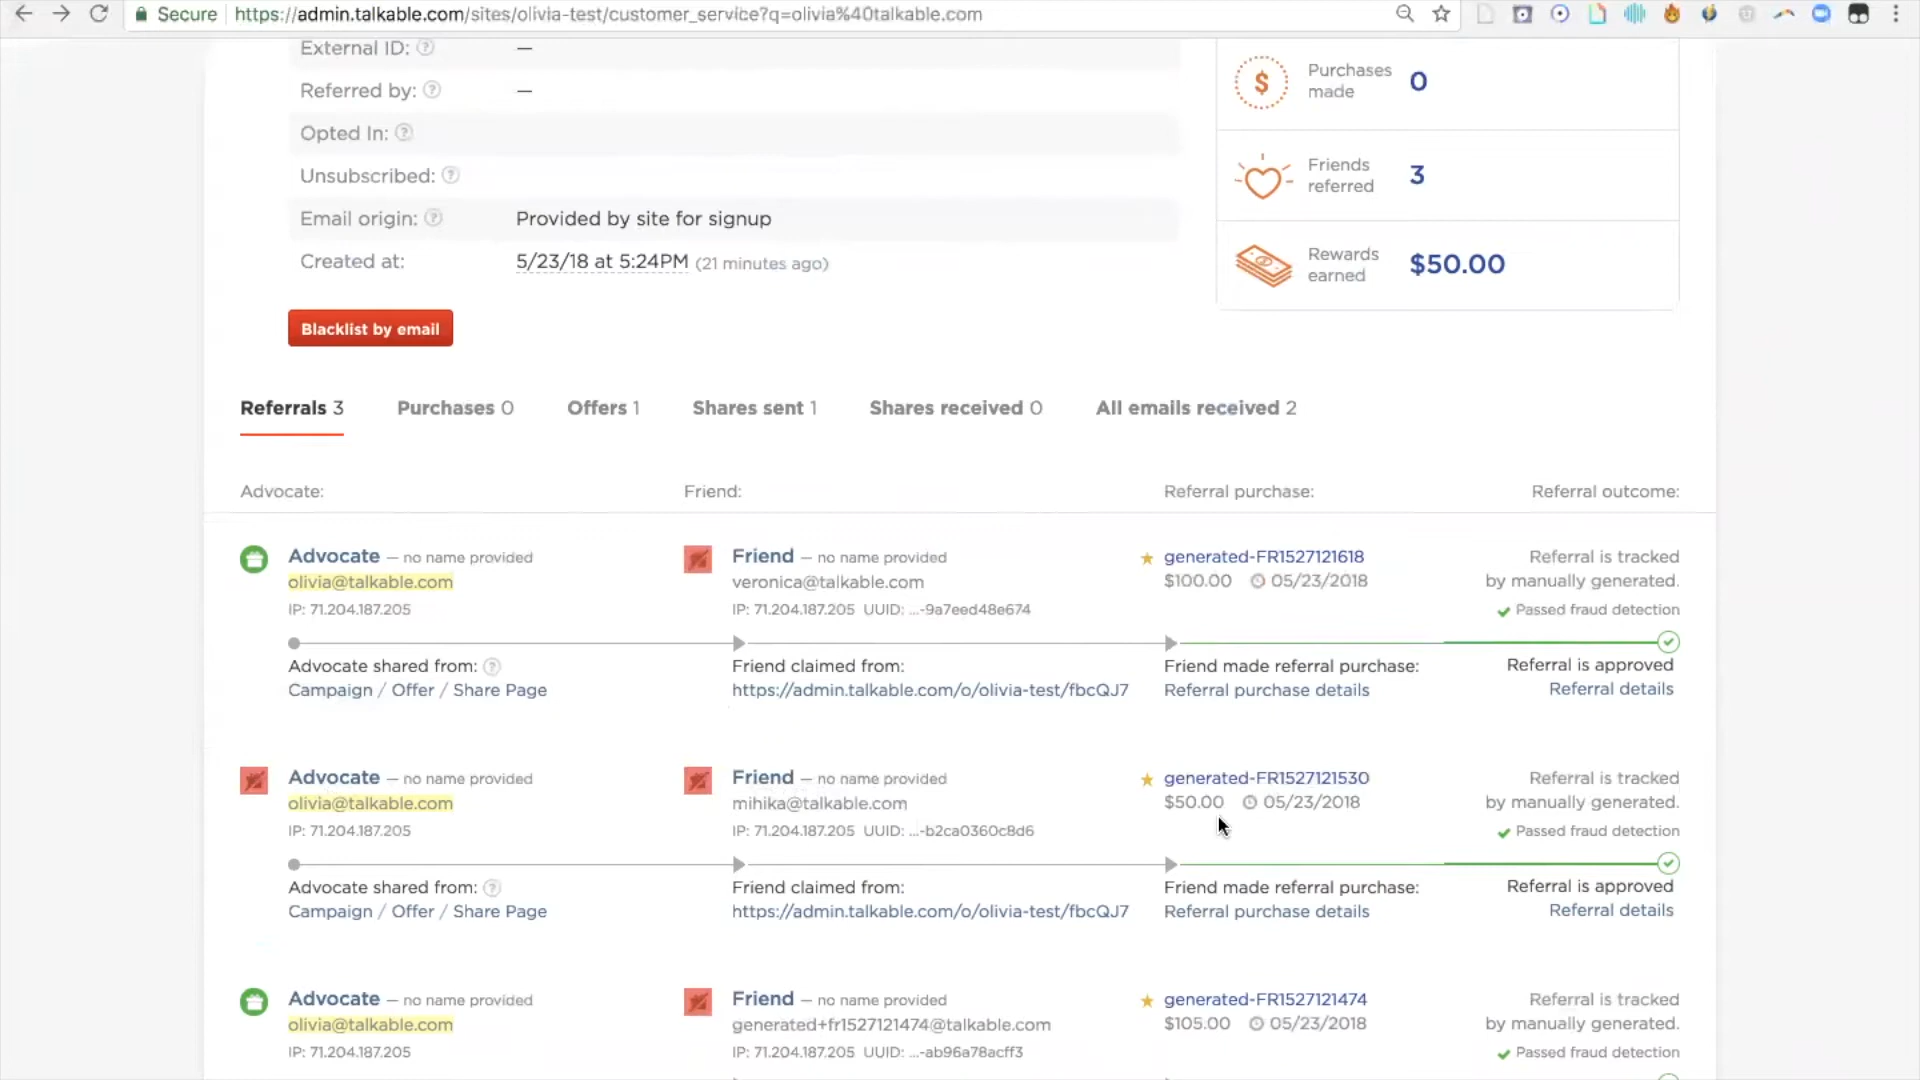 Secure https://admin.talkable.com/sites/olivia-test/customer_service?q=olivia%40talkable.com
External ID: ? —
Referred by: ? —
Opted In: ?
Unsubscribed: ?
Email origin: ? Provided by site for signup
Created at: 5/23/18 at 5:24PM (21 minutes ago)
Purchases
made 0
Friends
referred 3
Rewards
earned $50.00
Blacklist by email
Referrals 3 Purchases 0 Offers 1 Shares sent 1 Shares received 0 All emails received 2
Advocate: Friend: Referral purchase: Referral outcome:
Advocate — no name provided Friend — no name provided generated-FR1527121618 Referral is tracked
olivia@talkable.com veronica@talkable.com $100.00 05/23/2018 by manually generated.
IP: 71.204.187.205 IP: 71.204.187.205 UUID: ...-9a7eed48e674 Passed fraud detection
Advocate shared from: ? Friend claimed from: Friend made referral purchase: Referral is approved
Campaign / Offer / Share Page https://admin.talkable.com/o/olivia-test/fbcQJ7 Referral purchase details Referral details
Advocate — no name provided Friend — no name provided generated-FR1527121530 Referral is tracked
olivia@talkable.com mihika@talkable.com $50.00 05/23/2018 by manually generated.
IP: 71.204.187.205 IP: 71.204.187.205 UUID: ...-b2ca0360c8d6 Passed fraud detection
Advocate shared from: ? Friend claimed from: Friend made referral purchase: Referral is approved
Campaign / Offer / Share Page https://admin.talkable.com/o/olivia-test/fbcQJ7 Referral purchase details Referral details
Advocate — no name provided Friend — no name provided generated-FR1527121474 Referral is tracked
olivia@talkable.com generated+fr1527121474@talkable.com $105.00 05/23/2018 by manually generated.
IP: 71.204.187.205 IP: 71.204.187.205 UUID: ...-ab96a78acff3 Passed fraud detection